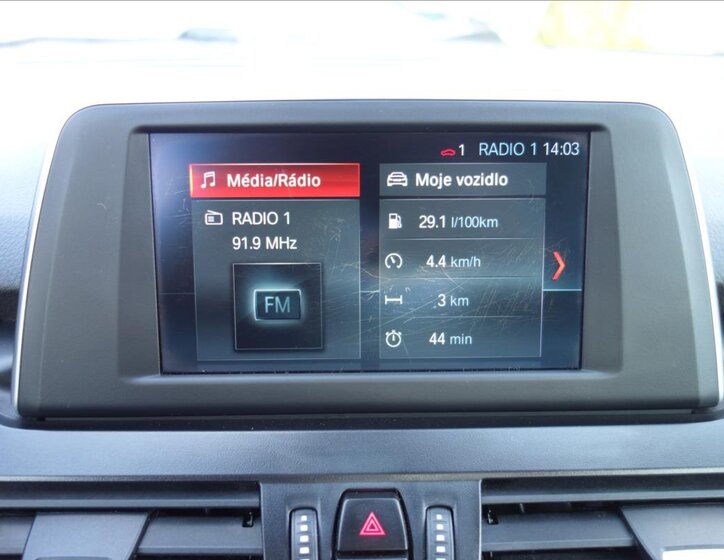 1 RADIO 1 14:03
Média/Rádio
RADIO 1
91.9 MHz
FM
Moje vozidlo
29.1 l/100km
4.4 km/h
3 km
44 min